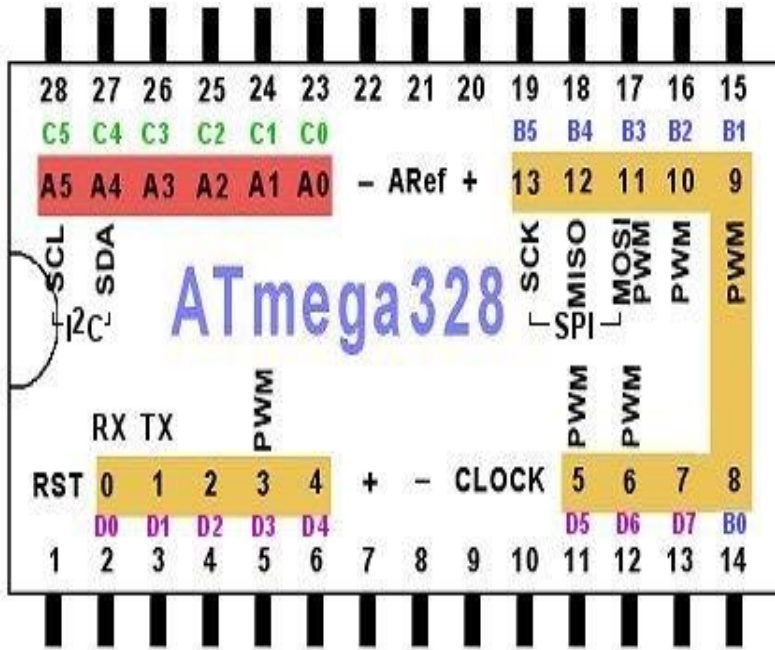 28 27 26 25 24 23 22 21 20 19 18 17 16 15
C5 C4 C3 C2 C1 C0 B5 B4 B3 B2 B1
A5 A4 A3 A2 A1 A0 - ARef + 13 12 11 10 9
SCL SDA SCK MISO MOSI PWM PWM PWM
I²C ATmega328 SPI
RX TX PWM PWM PWM
RST 0 1 2 3 4 + - CLOCK 5 6 7 8
D0 D1 D2 D3 D4 D5 D6 D7 B0
1 2 3 4 5 6 7 8 9 10 11 12 13 14